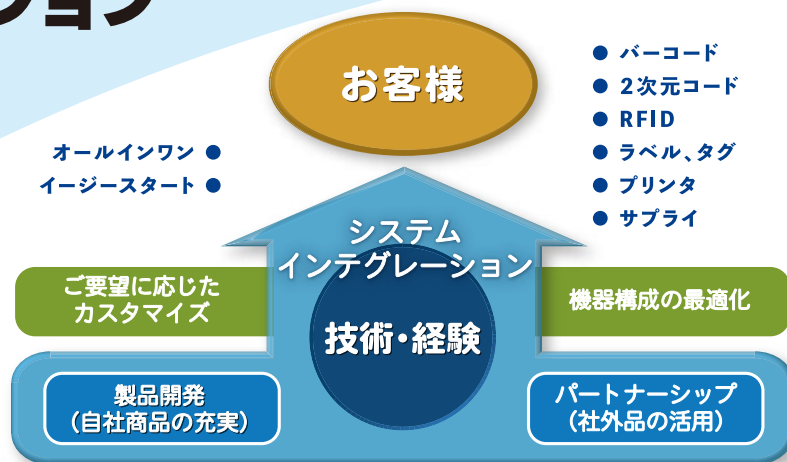 ション
お客様
オールインワン ●
イージースタート ●
● バーコード
● 2次元コード
● RFID
● ラベル、タグ
● プリンタ
● サプライ
システム
インテグレーション
ご要望に応じた
カスタマイズ
技術・経験
機器構成の最適化
製品開発
（自社商品の充実）
パートナーシップ
（社外品の活用）